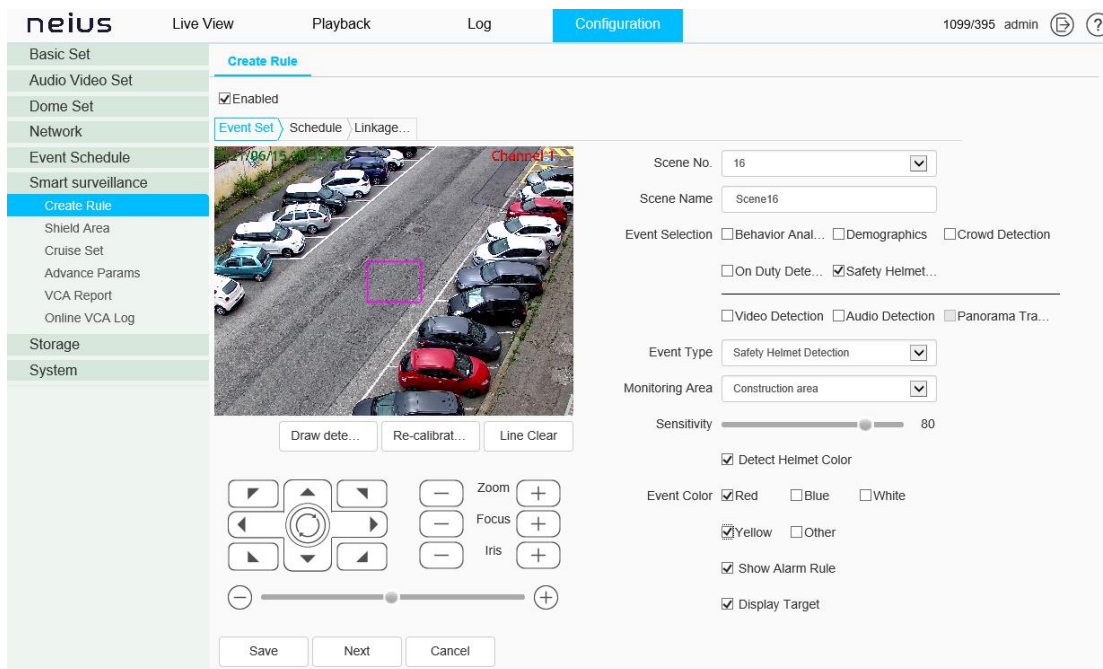 neius Live View Playback Log Configuration 1099/395 admin ?
Basic Set
Audio Video Set
Dome Set
Network
Event Schedule
Smart surveillance
Create Rule
Shield Area
Cruise Set
Advance Params
VCA Report
Online VCA Log
Storage
System
Create Rule
Enabled
Event Set Schedule Linkage...
Channel 1
Draw dete... Re-calibrat... Line Clear
Zoom
Focus
Iris
Save Next Cancel
Scene No. 16
Scene Name Scene16
Event Selection Behavior Anal... Demographics Crowd Detection
On Duty Dete... Safety Helmet...
Video Detection Audio Detection Panorama Tra...
Event Type Safety Helmet Detection
Monitoring Area Construction area
Sensitivity 80
Detect Helmet Color
Event Color Red Blue White
Yellow Other
Show Alarm Rule
Display Target